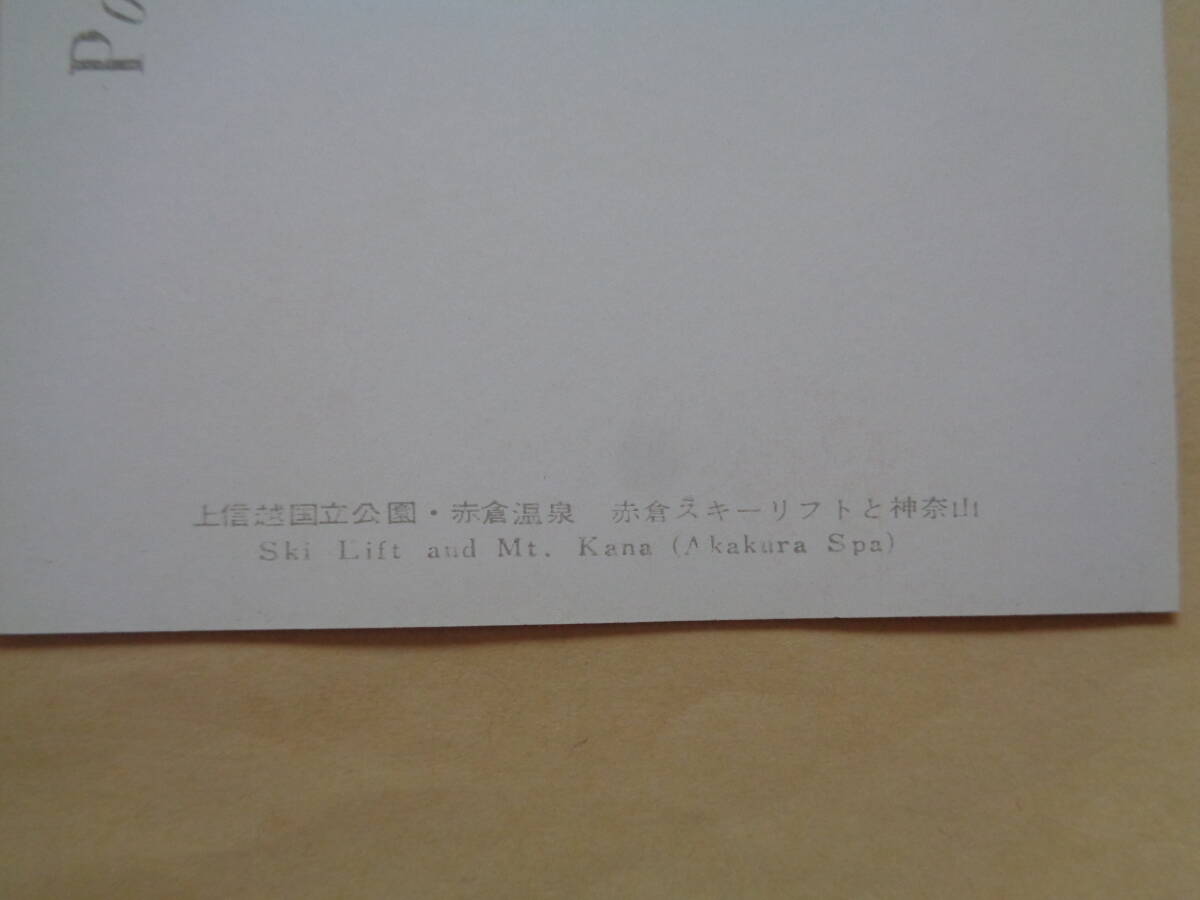 上信越国立公園・赤倉温泉　赤倉スキーリフトと神奈山
Ski Lift and Mt. Kana (Akakura Spa)